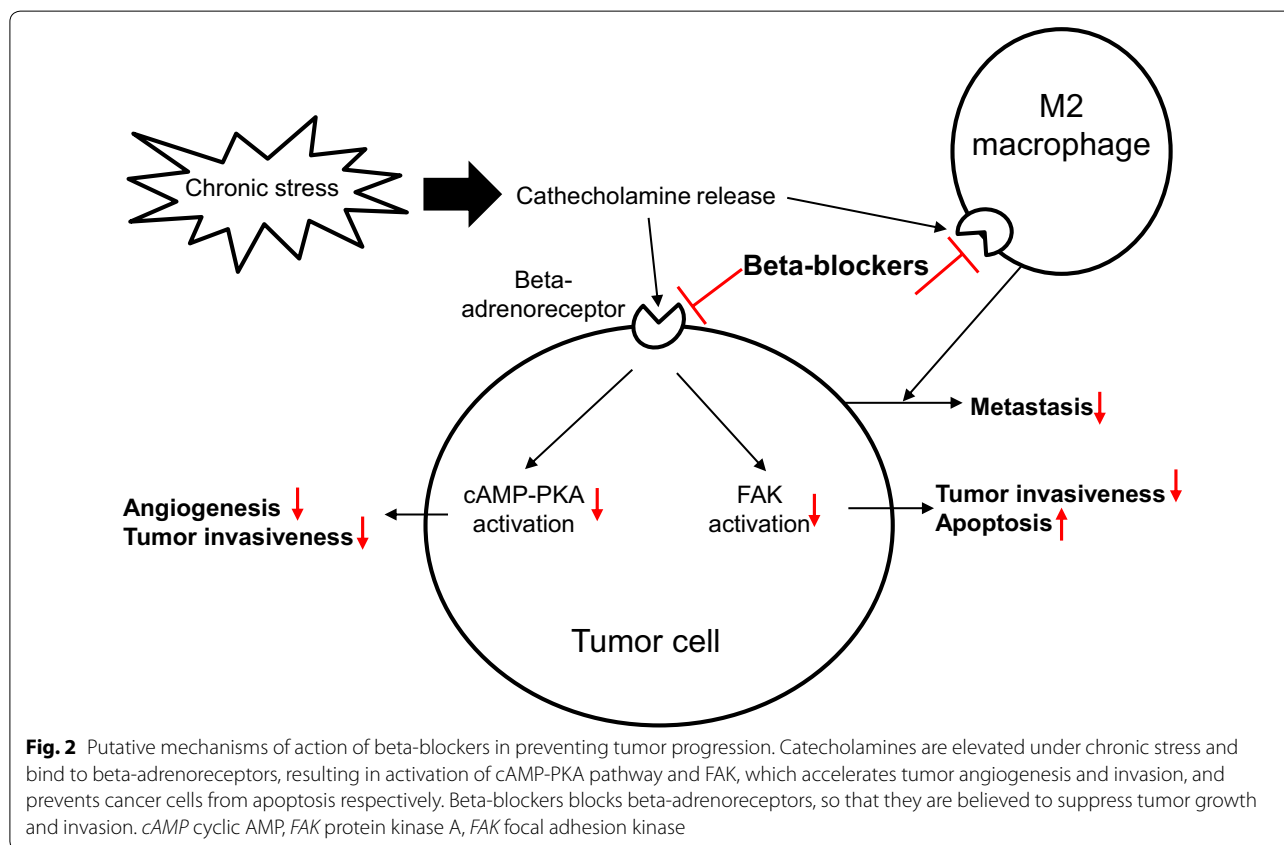 M2
macrophage
Chronic stress
Cathecholamine release
Beta-blockers
Beta-
adrenoreceptor
Metastasis
cAMP-PKA
activation
FAK
activation
Angiogenesis
Tumor invasiveness
Tumor invasiveness
Apoptosis
Tumor cell
Fig. 2 Putative mechanisms of action of beta-blockers in preventing tumor progression. Catecholamines are elevated under chronic stress and
bind to beta-adrenoreceptors, resulting in activation of cAMP-PKA pathway and FAK, which accelerates tumor angiogenesis and invasion, and
prevents cancer cells from apoptosis respectively. Beta-blockers blocks beta-adrenoreceptors, so that they are believed to suppress tumor growth
and invasion. cAMP cyclic AMP, FAK protein kinase A, FAK focal adhesion kinase